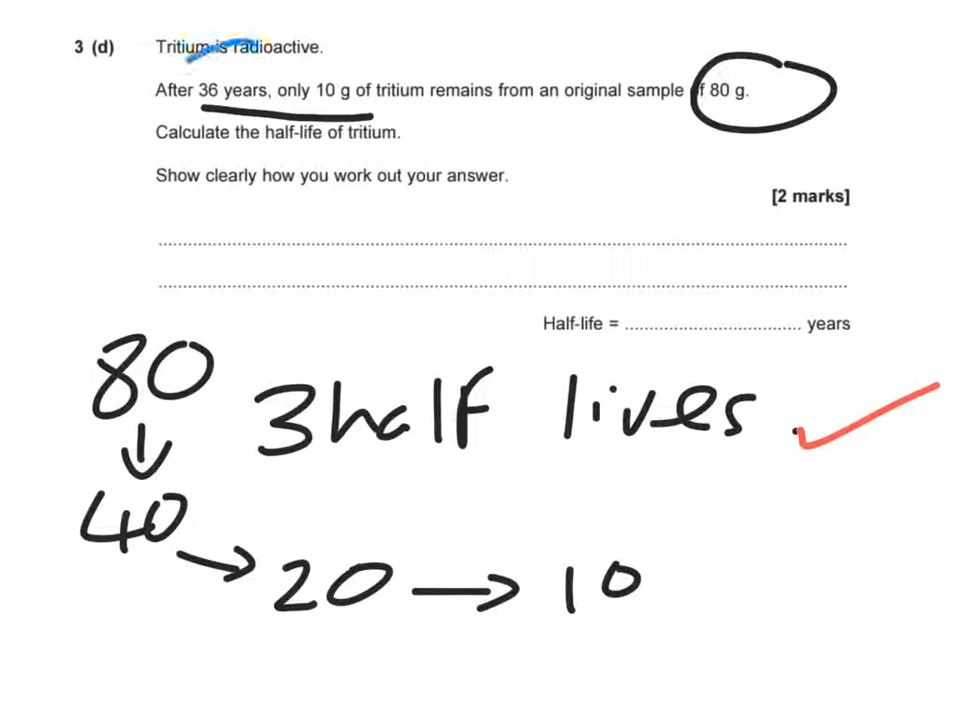 3 (d) Tritium is radioactive.
After 36 years, only 10 g of tritium remains from an original sample of 80 g.
Calculate the half-life of tritium.
Show clearly how you work out your answer.
[2 marks]
Half-life = .................................... years
80
3 half lives
↓
40
→ 20 → 10